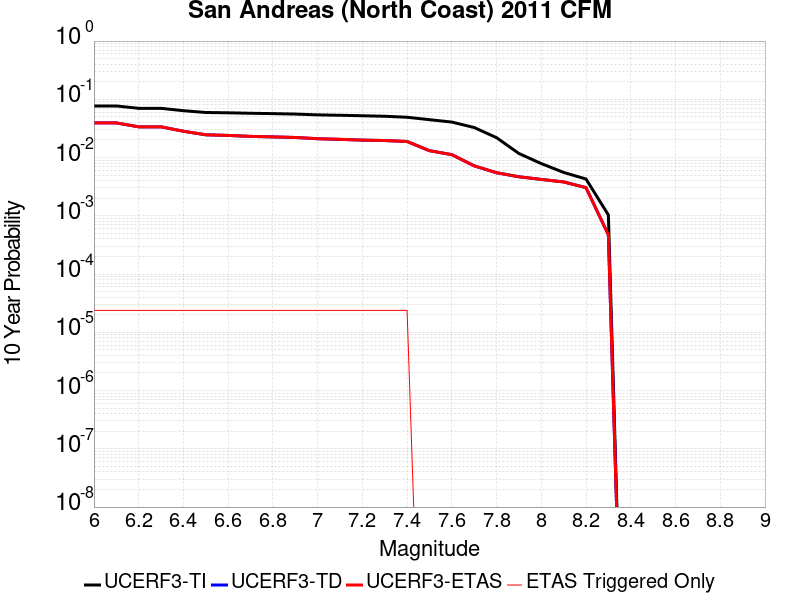 San Andreas (North Coast) 2011 CFM
10 Year Probability
10^0
10^-1
10^-2
10^-3
10^-4
10^-5
10^-6
10^-7
10^-8
6 6.2 6.4 6.6 6.8 7 7.2 7.4 7.6 7.8 8 8.2 8.4 8.6 8.8 9
Magnitude
UCERF3-TI UCERF3-TD UCERF3-ETAS ETAS Triggered Only